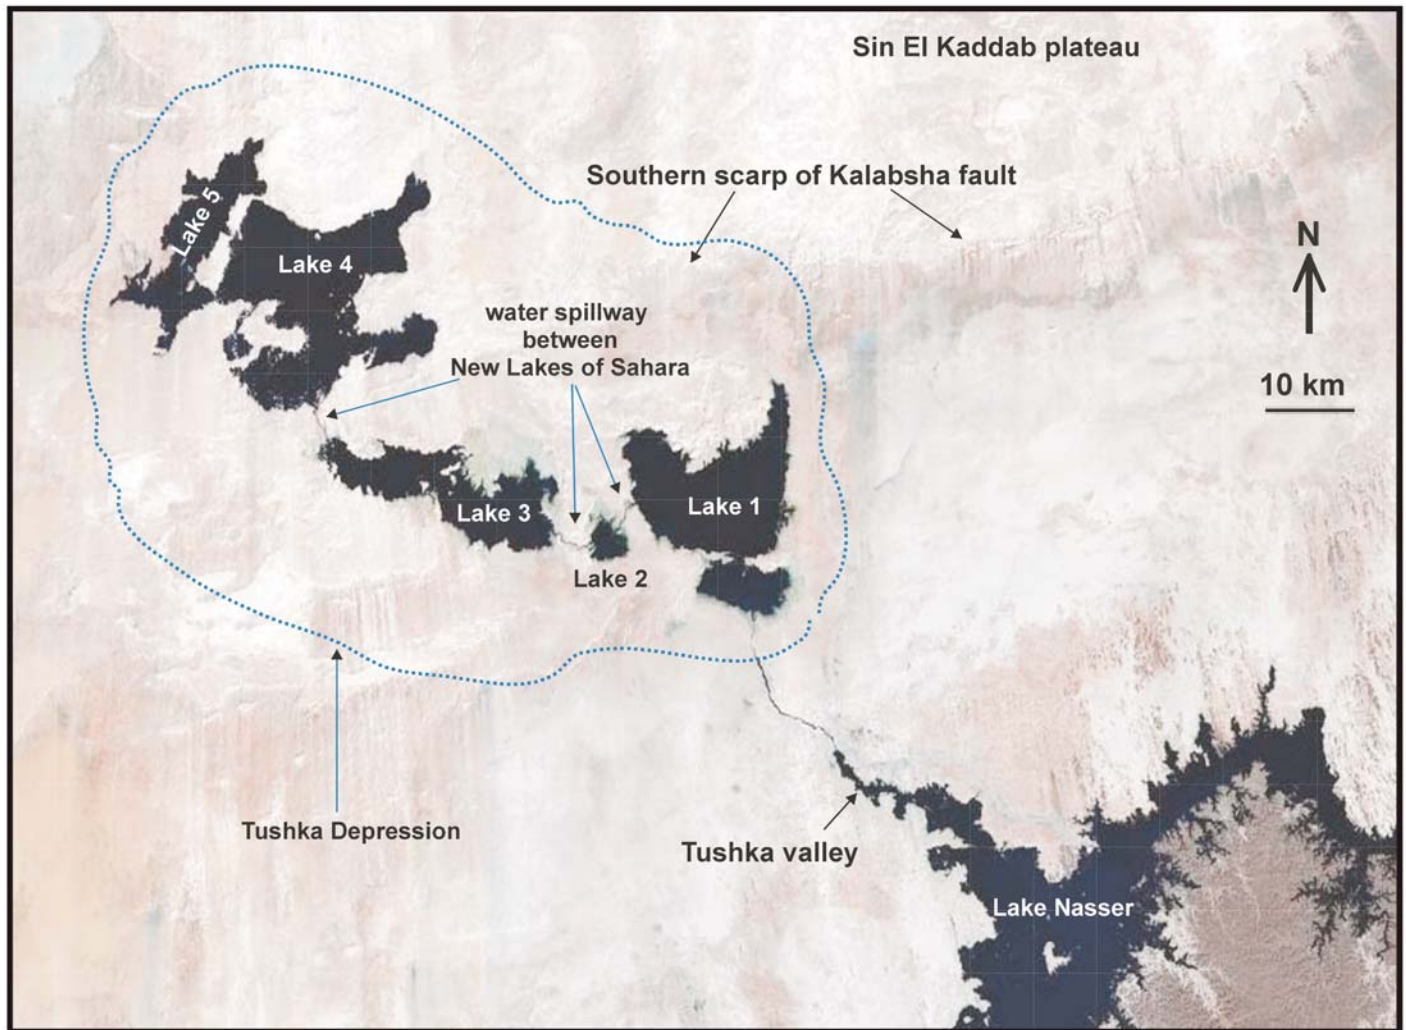 Sin El Kaddab plateau
Southern scarp of Kalabsha fault
Lake 5
N
Lake 4
water spillway
between
New Lakes of Sahara
10 km
Lake 3
Lake 1
Lake 2
Tushka Depression
Tushka valley
Lake Nasser